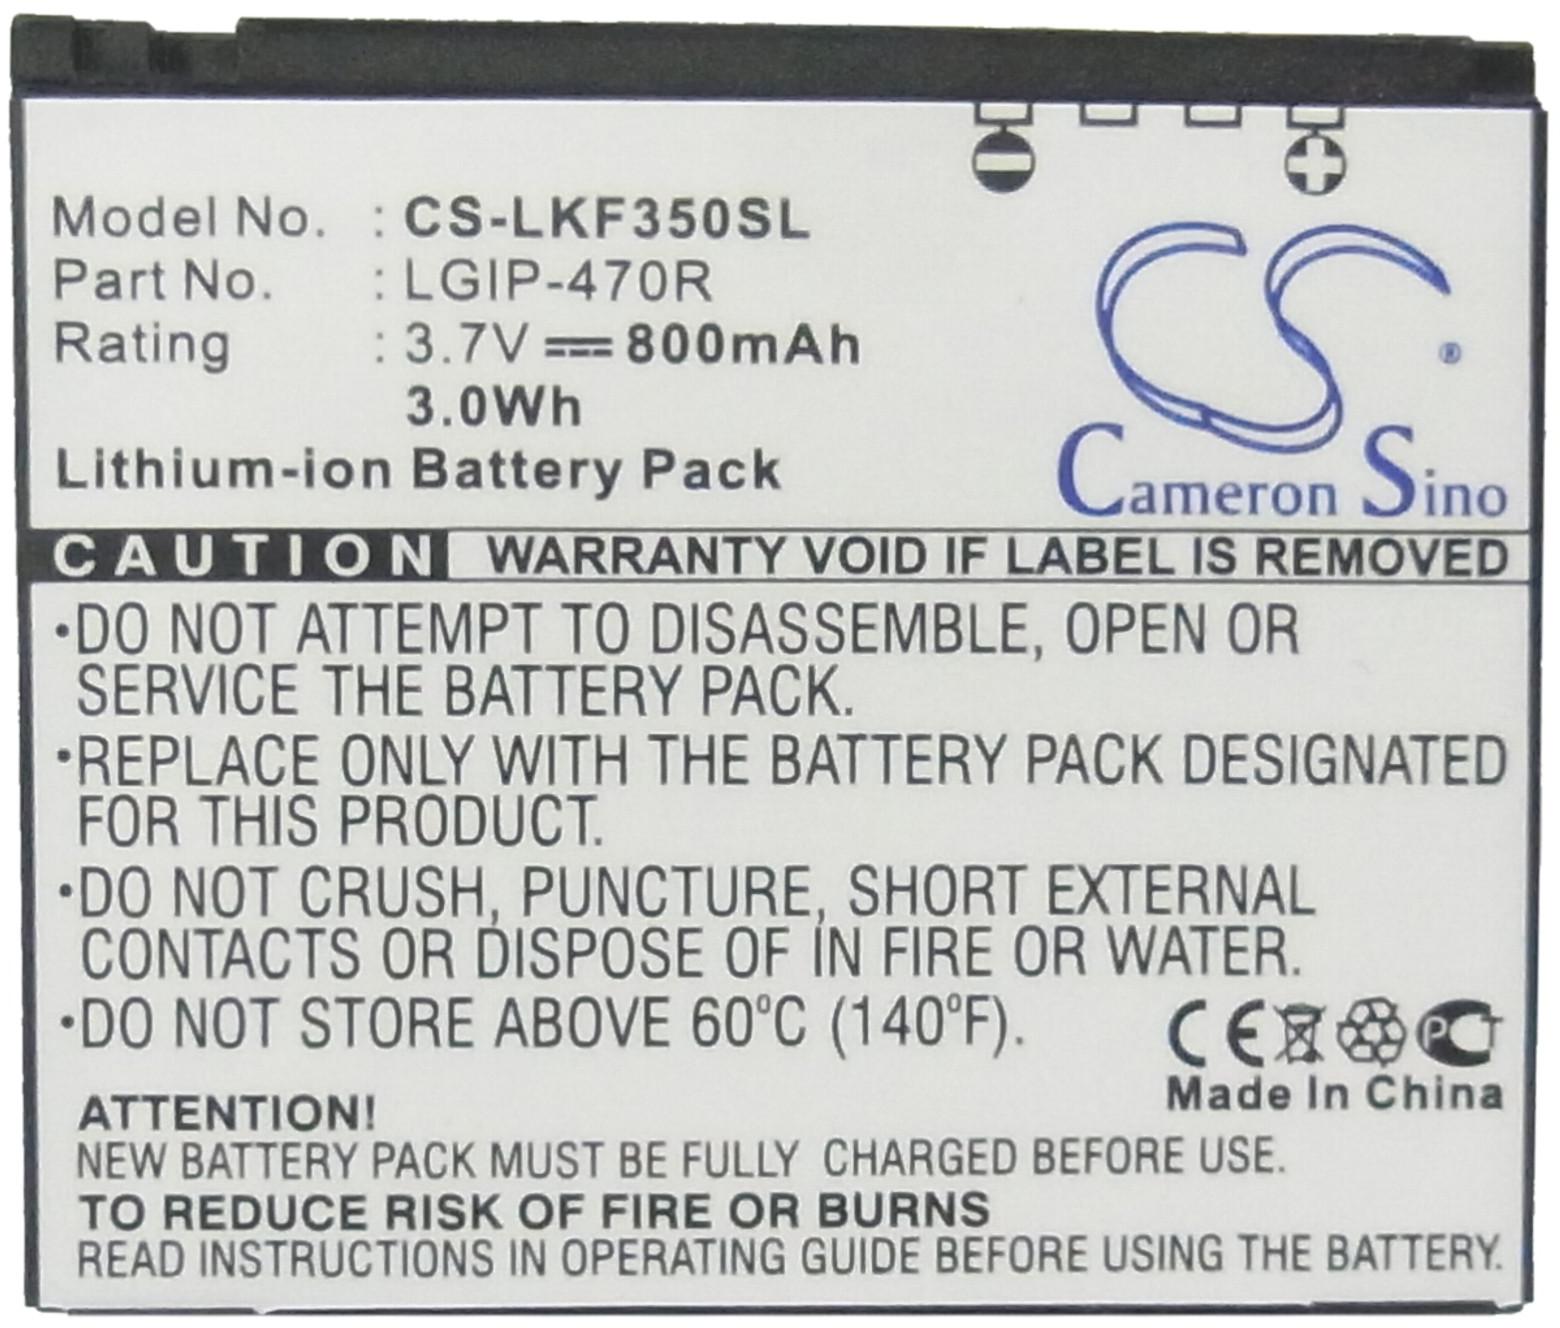 Model No. : CS-LKF350SL
Part No. : LGIP-470R
Rating : 3.7V 800mAh
3.0Wh
Lithium-ion Battery Pack
CS ®
Cameron Sino
CAUTION WARRANTY VOID IF LABEL IS REMOVED
•DO NOT ATTEMPT TO DISASSEMBLE, OPEN OR
SERVICE THE BATTERY PACK.
•REPLACE ONLY WITH THE BATTERY PACK DESIGNATED
FOR THIS PRODUCT.
•DO NOT CRUSH, PUNCTURE, SHORT EXTERNAL
CONTACTS OR DISPOSE OF IN FIRE OR WATER.
•DO NOT STORE ABOVE 60ºC (140ºF).
CE PCT
Made In China
ATTENTION!
NEW BATTERY PACK MUST BE FULLY CHARGED BEFORE USE.
TO REDUCE RISK OF FIRE OR BURNS
READ INSTRUCTIONS IN OPERATING GUIDE BEFORE USING THE BATTERY.